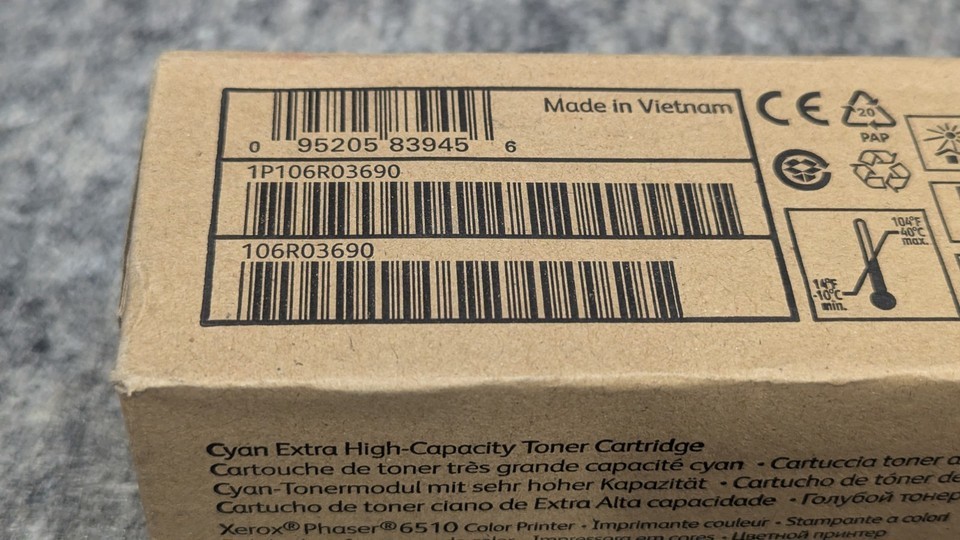 Made in Vietnam
0 95205 83945 6
1P106R03690
106R03690
CE
20
PAP
104°F
40°C
max.
14°F
-10°C
min.
Cyan Extra High-Capacity Toner Cartridge
Cartouche de toner très grande capacité cyan • Cartuccia toner a
Cyan-Tonermodul mit sehr hoher Kapazität • Cartucho de tóner de
Cartucho de toner ciano de Extra Alta capacidade • Голубой тонер
Xerox® Phaser® 6510 Color Printer • Imprimante couleur • Stampante a colori
de color • Impressora em cores • Цветной принтер